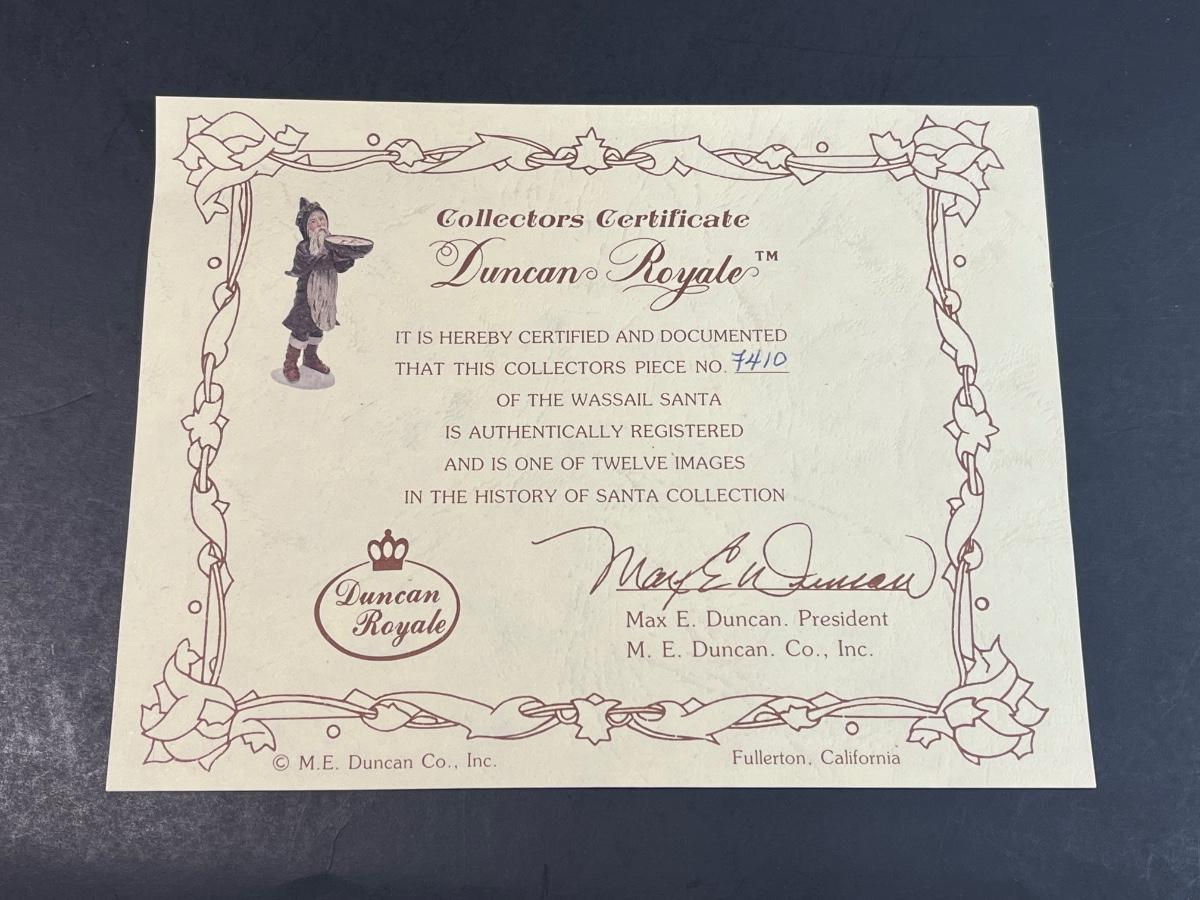 Collectors Certificate
Duncan Royale™
IT IS HEREBY CERTIFIED AND DOCUMENTED
THAT THIS COLLECTORS PIECE NO. 7410
OF THE WASSAIL SANTA
IS AUTHENTICALLY REGISTERED
AND IS ONE OF TWELVE IMAGES
IN THE HISTORY OF SANTA COLLECTION
Duncan
Royale
Max E Duncan
Max E. Duncan. President
M. E. Duncan. Co., Inc.
© M.E. Duncan Co., Inc.
Fullerton, California